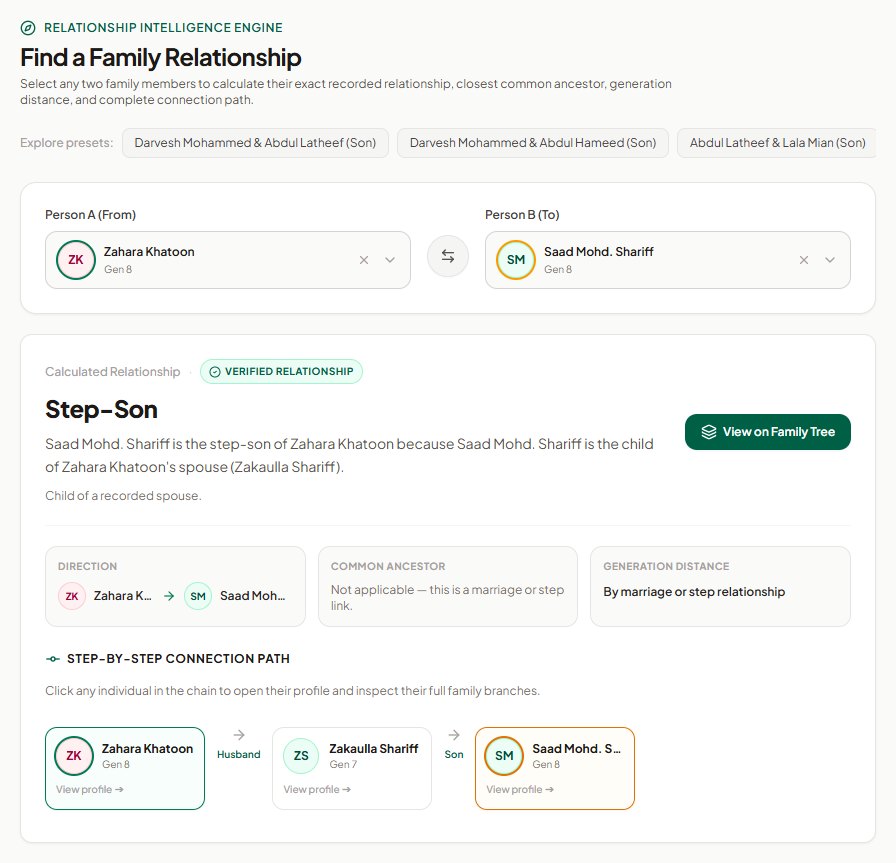 RELATIONSHIP INTELLIGENCE ENGINE
Find a Family Relationship
Select any two family members to calculate their exact recorded relationship, closest common ancestor, generation
distance, and complete connection path.
Explore presets: Darvesh Mohammed & Abdul Latheef (Son) Darvesh Mohammed & Abdul Hameed (Son) Abdul Latheef & Lala Mian (Son)
Person A (From) Person B (To)
ZK Zahara Khatoon SM Saad Mohd. Shariff
Gen 8 Gen 8
Calculated Relationship · VERIFIED RELATIONSHIP
Step-Son
View on Family Tree
Saad Mohd. Shariff is the step-son of Zahara Khatoon because Saad Mohd. Shariff is the child
of Zahara Khatoon's spouse (Zakaulla Shariff).
Child of a recorded spouse.
DIRECTION COMMON ANCESTOR GENERATION DISTANCE
ZK Zahara K... → SM Saad Moh... Not applicable — this is a marriage or step By marriage or step relationship
link.
STEP-BY-STEP CONNECTION PATH
Click any individual in the chain to open their profile and inspect their full family branches.
ZK Zahara Khatoon → ZS Zakaulla Shariff → SM Saad Mohd. S...
Gen 8 Husband Gen 7 Son Gen 8
View profile → View profile → View profile →